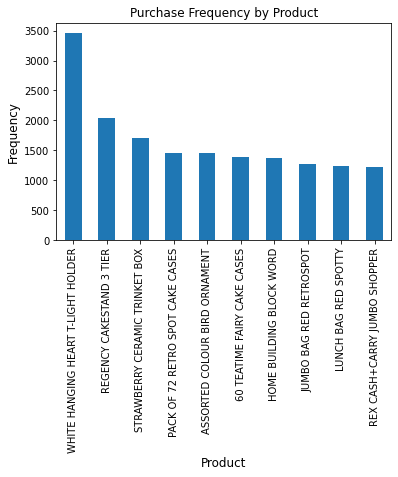 Purchase Frequency by Product
Frequency
3500
3000
2500
2000
1500
1000
500
0
WHITE HANGING HEART T-LIGHT HOLDER
REGENCY CAKESTAND 3 TIER
STRAWBERRY CERAMIC TRINKET BOX
PACK OF 72 RETRO SPOT CAKE CASES
ASSORTED COLOUR BIRD ORNAMENT
60 TEATIME FAIRY CAKE CASES
HOME BUILDING BLOCK WORD
JUMBO BAG RED RETROSPOT
LUNCH BAG RED SPOTTY
REX CASH+CARRY JUMBO SHOPPER
Product